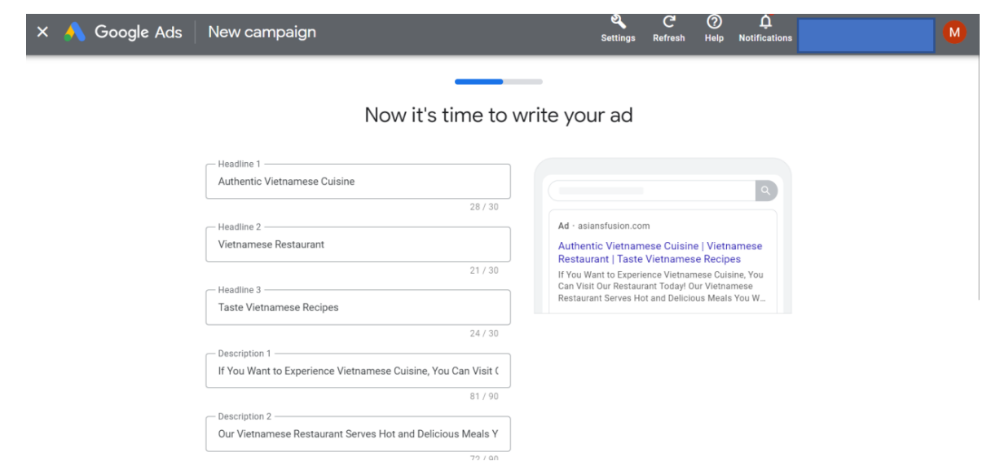 Google Ads
New campaign
Settings
Refresh
Help
Notifications
M
Now it's time to write your ad
Headline 1
Authentic Vietnamese Cuisine
28 / 30
Headline 2
Vietnamese Restaurant
21 / 30
Headline 3
Taste Vietnamese Recipes
24 / 30
Description 1
If You Want to Experience Vietnamese Cuisine, You Can Visit
81 / 90
Description 2
Our Vietnamese Restaurant Serves Hot and Delicious Meals Y
72 / 90
Ad · asiansfusion.com
Authentic Vietnamese Cuisine | Vietnamese
Restaurant | Taste Vietnamese Recipes
If You Want to Experience Vietnamese Cuisine, You
Can Visit Our Restaurant Today! Our Vietnamese
Restaurant Serves Hot and Delicious Meals You W...